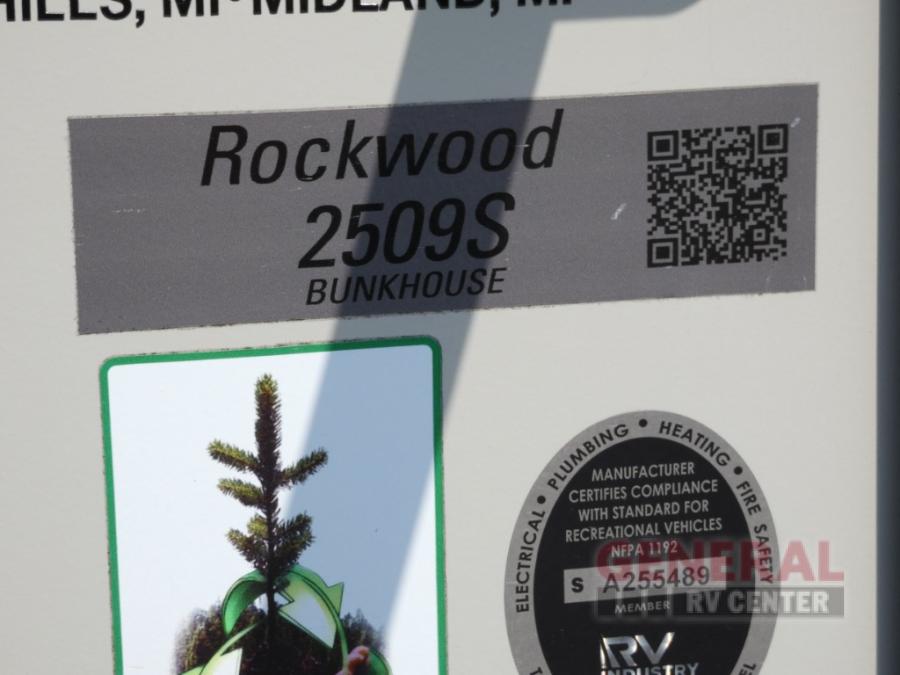 HILLS, MI • MIDLAND, MI
Rockwood
2509S
BUNKHOUSE
ELECTRICAL • PLUMBING • HEATING • FIRE SAFETY
MANUFACTURER
CERTIFIES COMPLIANCE
WITH STANDARD FOR
RECREATIONAL VEHICLES
NFPA 1192
S A255489
MEMBER
RV
INDUSTRY
GENERAL
RV CENTER